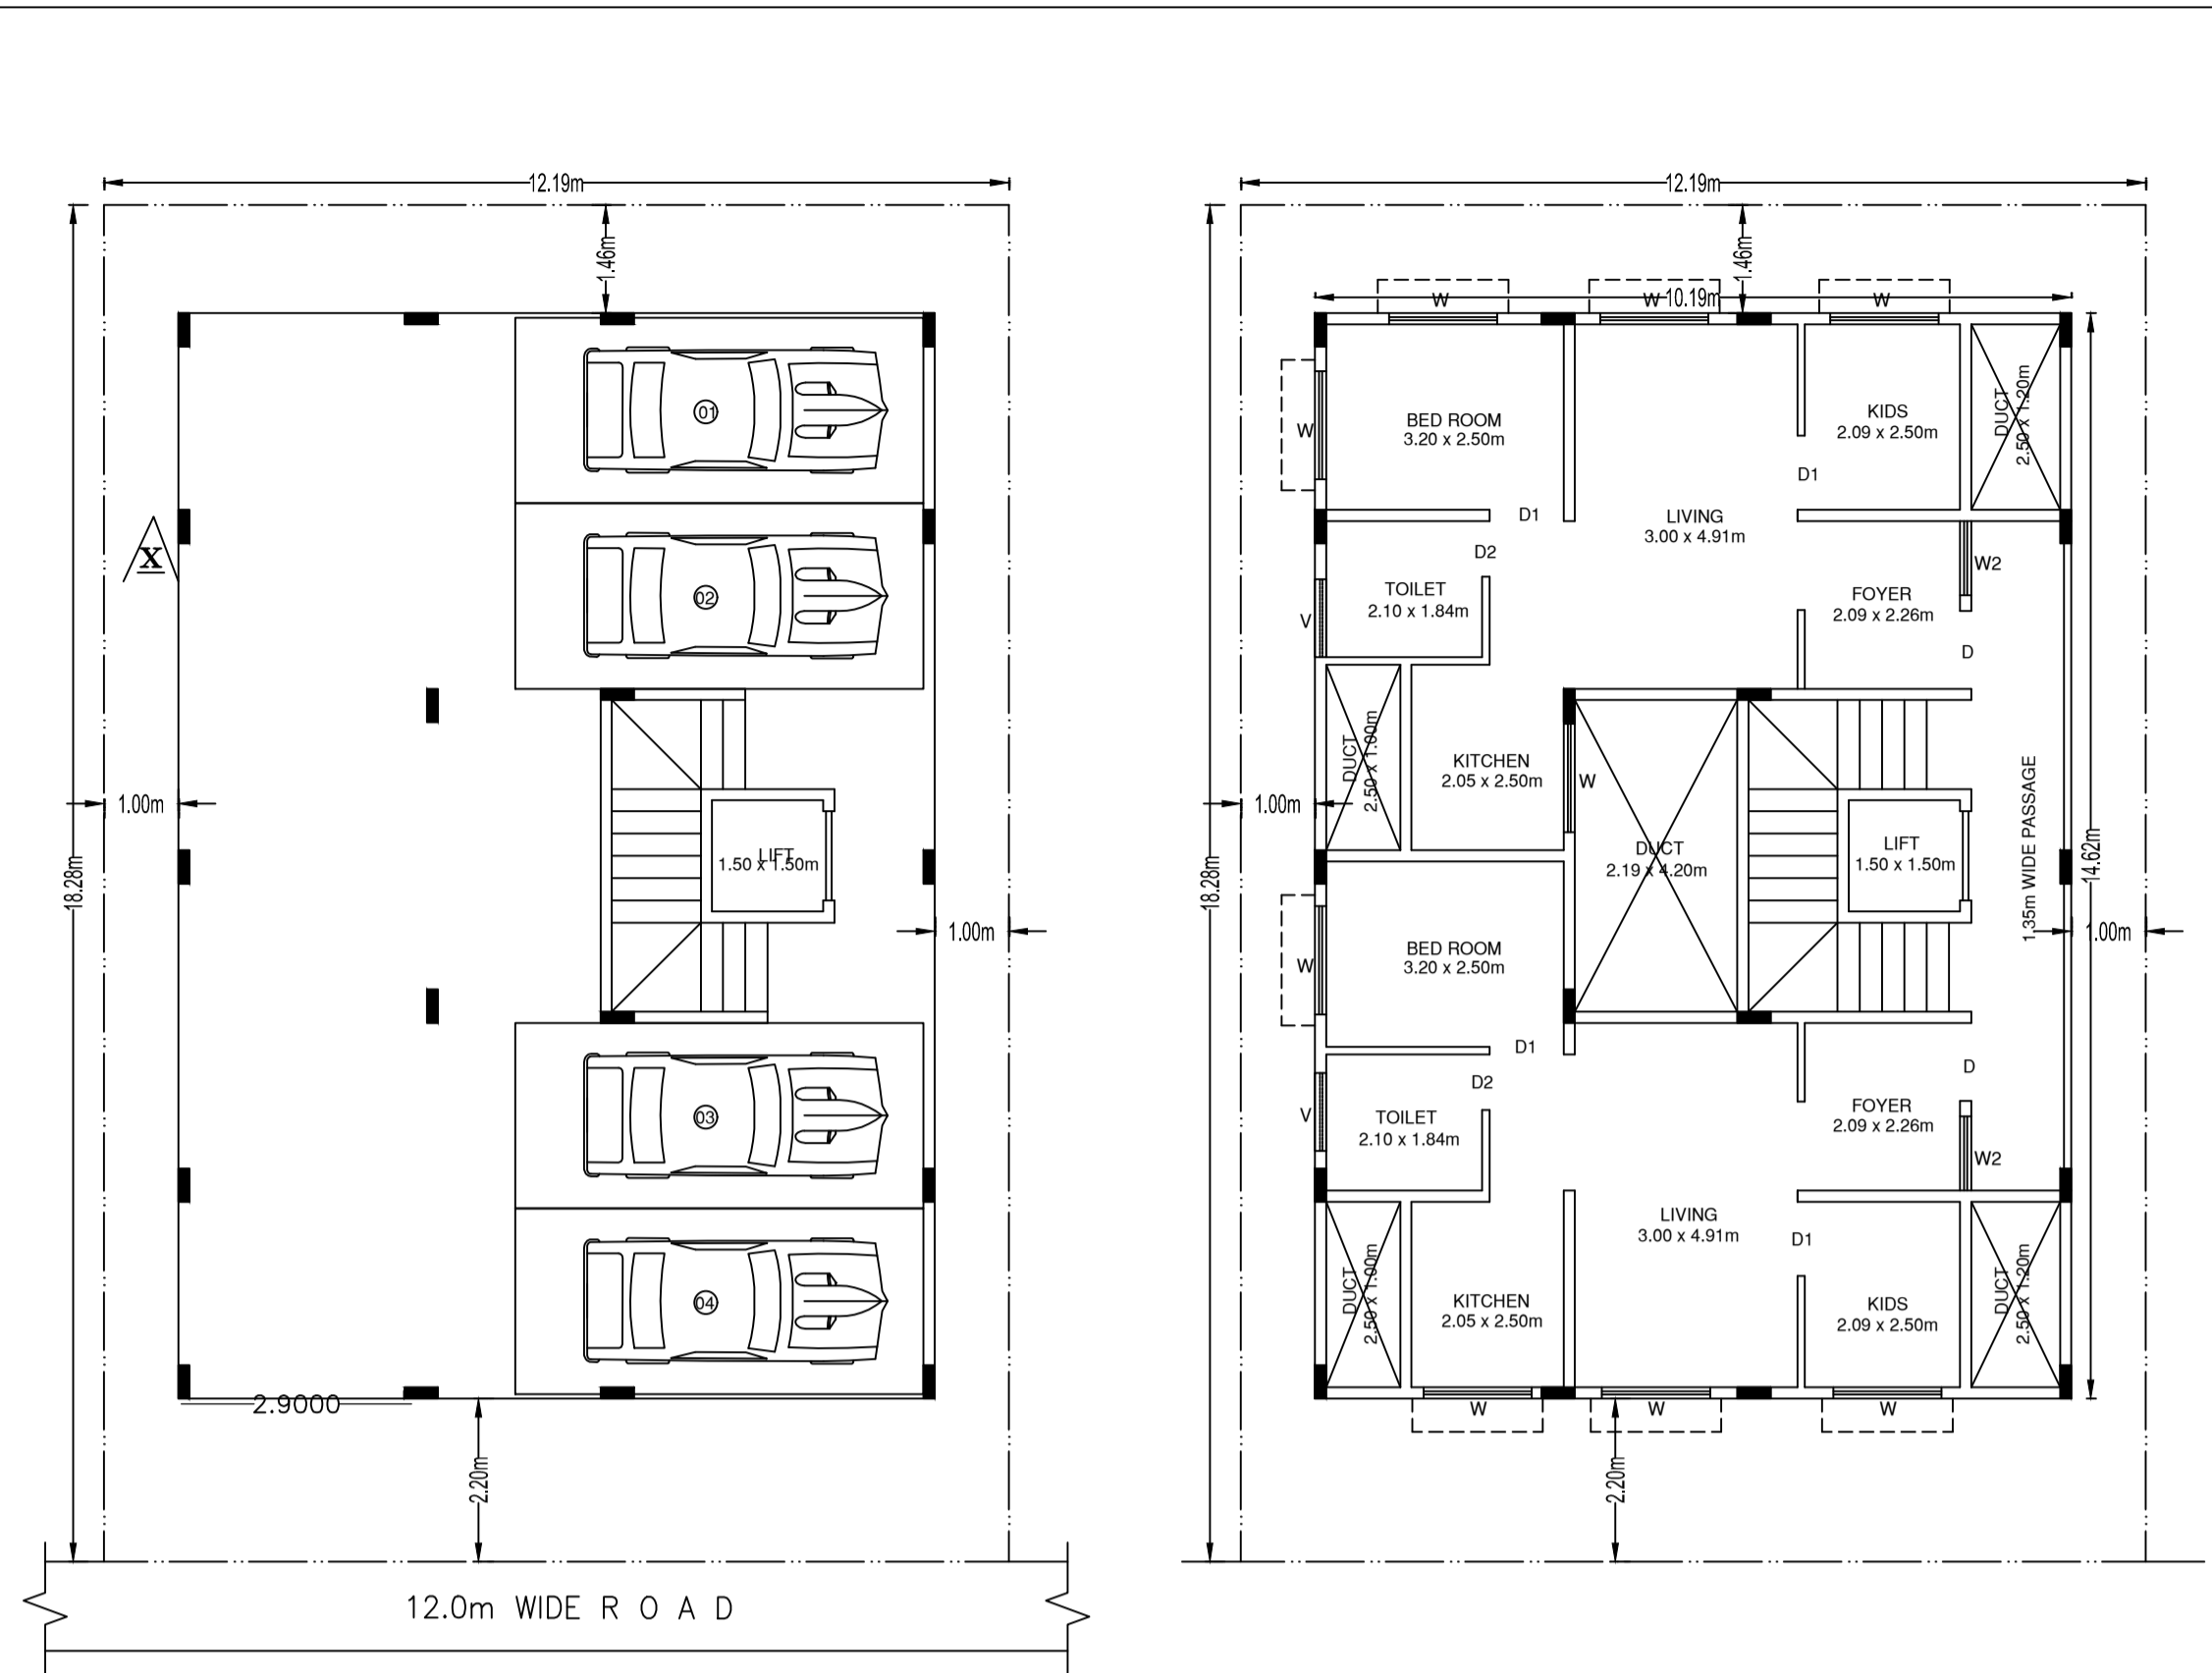 12.19m
1.46m
X
01
02
1.00m
18.28m
LIFT
1.50 x 1.50m
1.00m
03
04
2.9000
2.20m
12.0m WIDE R O A D
12.19m
1.46m
W
W
10.19m
W
W
BED ROOM
3.20 x 2.50m
KIDS
2.09 x 2.50m
DUCT
2.50 x 1.20m
D1
D1
LIVING
3.00 x 4.91m
D2
W2
TOILET
2.10 x 1.84m
FOYER
2.09 x 2.26m
V
D
DUCT
2.50 x 1.00m
KITCHEN
2.05 x 2.50m
W
1.00m
18.28m
DUCT
2.19 x 4.20m
LIFT
1.50 x 1.50m
1.35m WIDE PASSAGE
14.62m
1.00m
W
BED ROOM
3.20 x 2.50m
D1
D2
D
TOILET
2.10 x 1.84m
FOYER
2.09 x 2.26m
V
W2
LIVING
3.00 x 4.91m
D1
DUCT
2.50 x 1.00m
KITCHEN
2.05 x 2.50m
KIDS
2.09 x 2.50m
DUCT
2.50 x 1.20m
W
W
W
2.20m